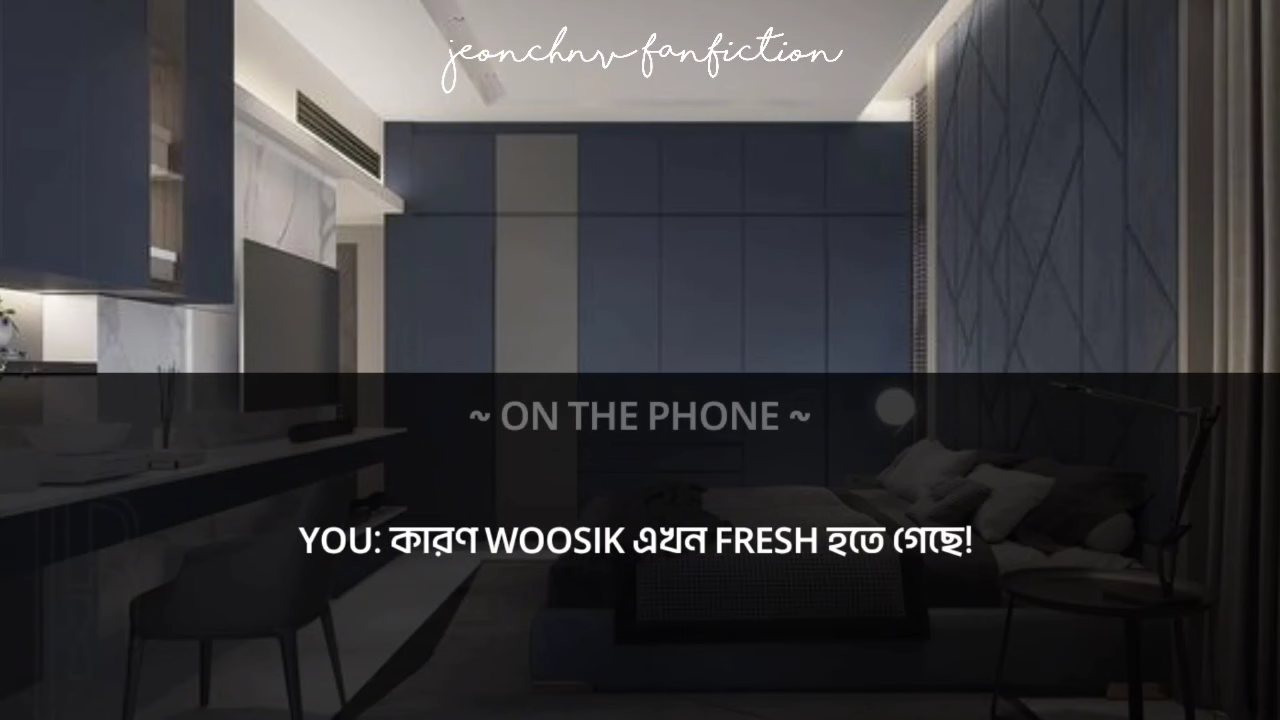 jeonchnv fanfiction
~ ON THE PHONE ~
YOU: কারণ WOOSIK এখন FRESH হতে গেছে!